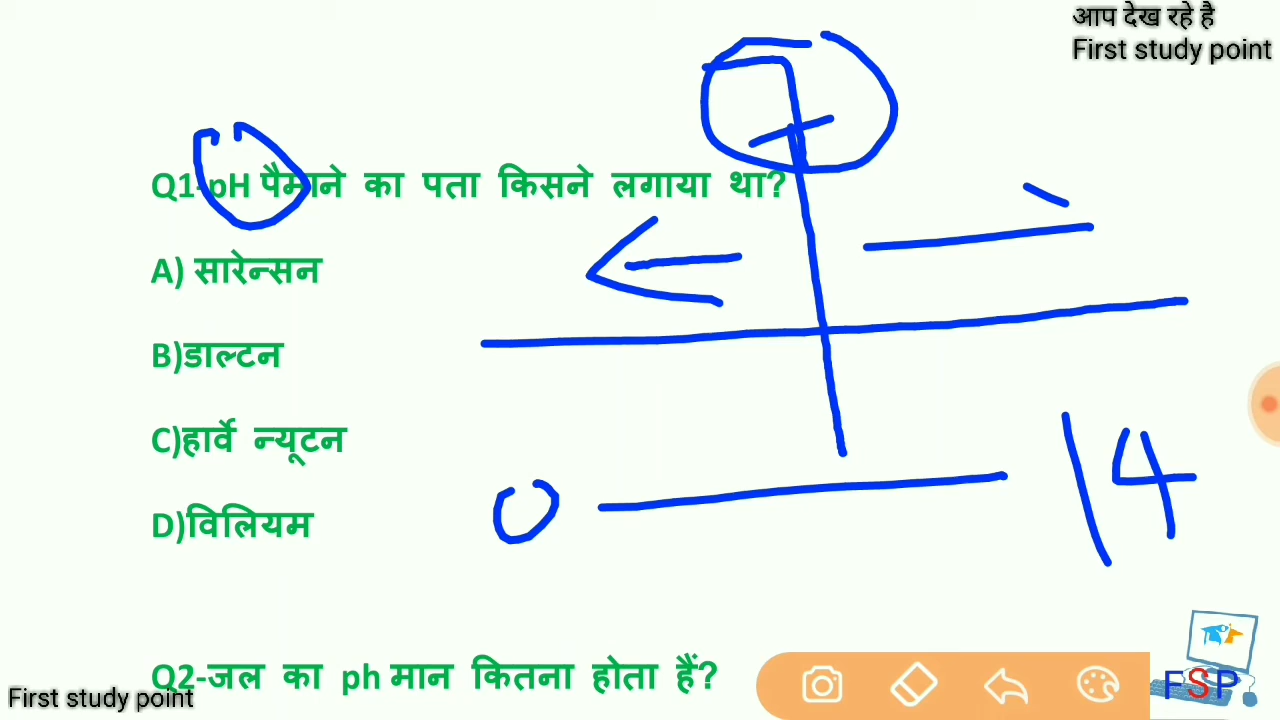 आप देख रहे है
First study point
7
Q1-pH पैमाने का पता किसने लगाया था?
A) सारेन्सन
B)डाल्टन
C)हार्वे न्यूटन
D)विलियम
0 14
Q2-जल का ph मान कितना होता हैं?
First study point
FSP